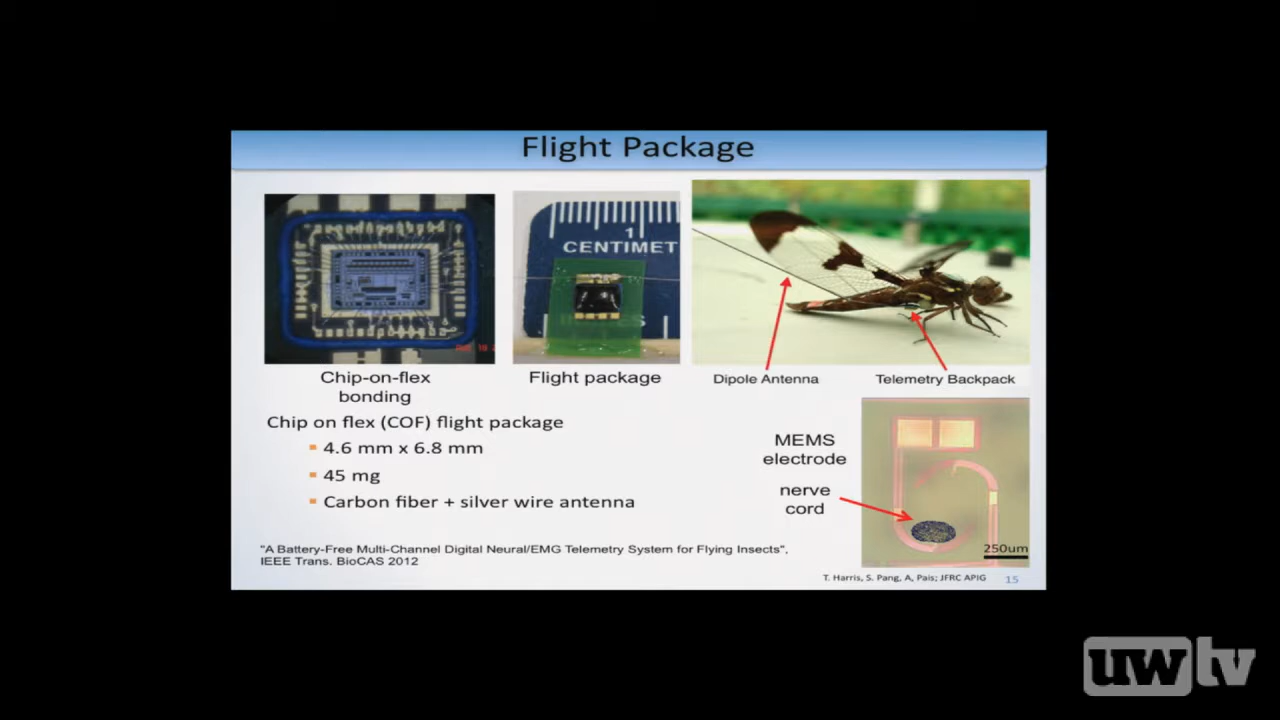 Flight Package
1
CENTIMET
Chip-on-flex
bonding
Flight package
Dipole Antenna
Telemetry Backpack
Chip on flex (COF) flight package
4.6 mm x 6.8 mm
45 mg
Carbon fiber + silver wire antenna
MEMS
electrode
nerve
cord
250um
"A Battery-Free Multi-Channel Digital Neural/EMG Telemetry System for Flying Insects",
IEEE Trans. BioCAS 2012
T. Harris, S. Pang, A, Pais; JFRC APIG
15
uwtv